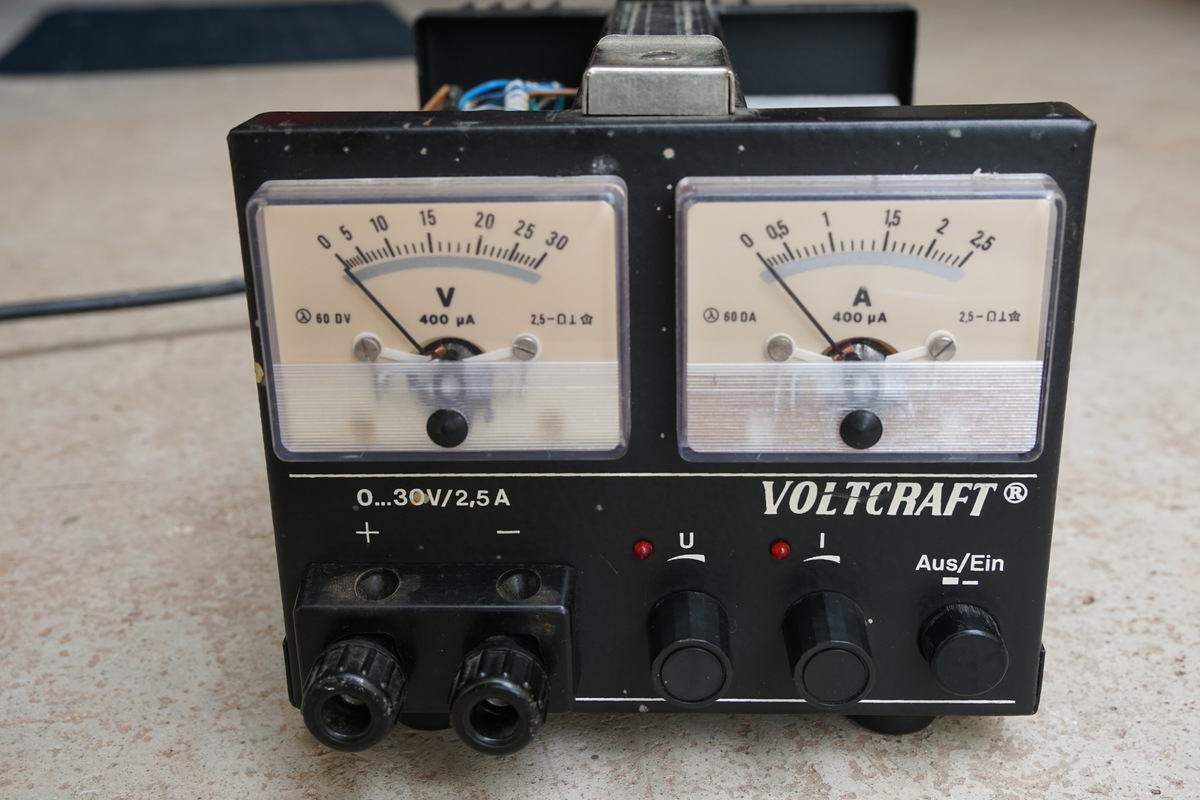 0 5 10 15 20 25 30
V
400 µA
60 DV
2,5
0 0,5 1 1,5 2 2,5
A
400 µA
60 DA
2,5
0...30V/2,5A
+ −
VOLTCRAFT ®
U
I
Aus/Ein